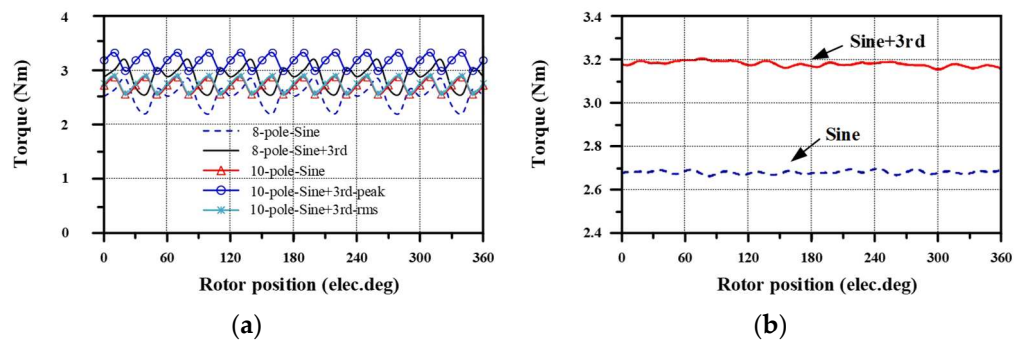 4
3
2
1
0
Torque (Nm)
8-pole-Sine
8-pole-Sine+3rd
10-pole-Sine
10-pole-Sine+3rd-peak
10-pole-Sine+3rd-rms
0 60 120 180 240 300 360
Rotor position (elec.deg)
(a)
3.4
3.2
3.0
2.8
2.6
2.4
Torque (Nm)
Sine+3rd
Sine
0 60 120 180 240 300 360
Rotor position (elec.deg)
(b)